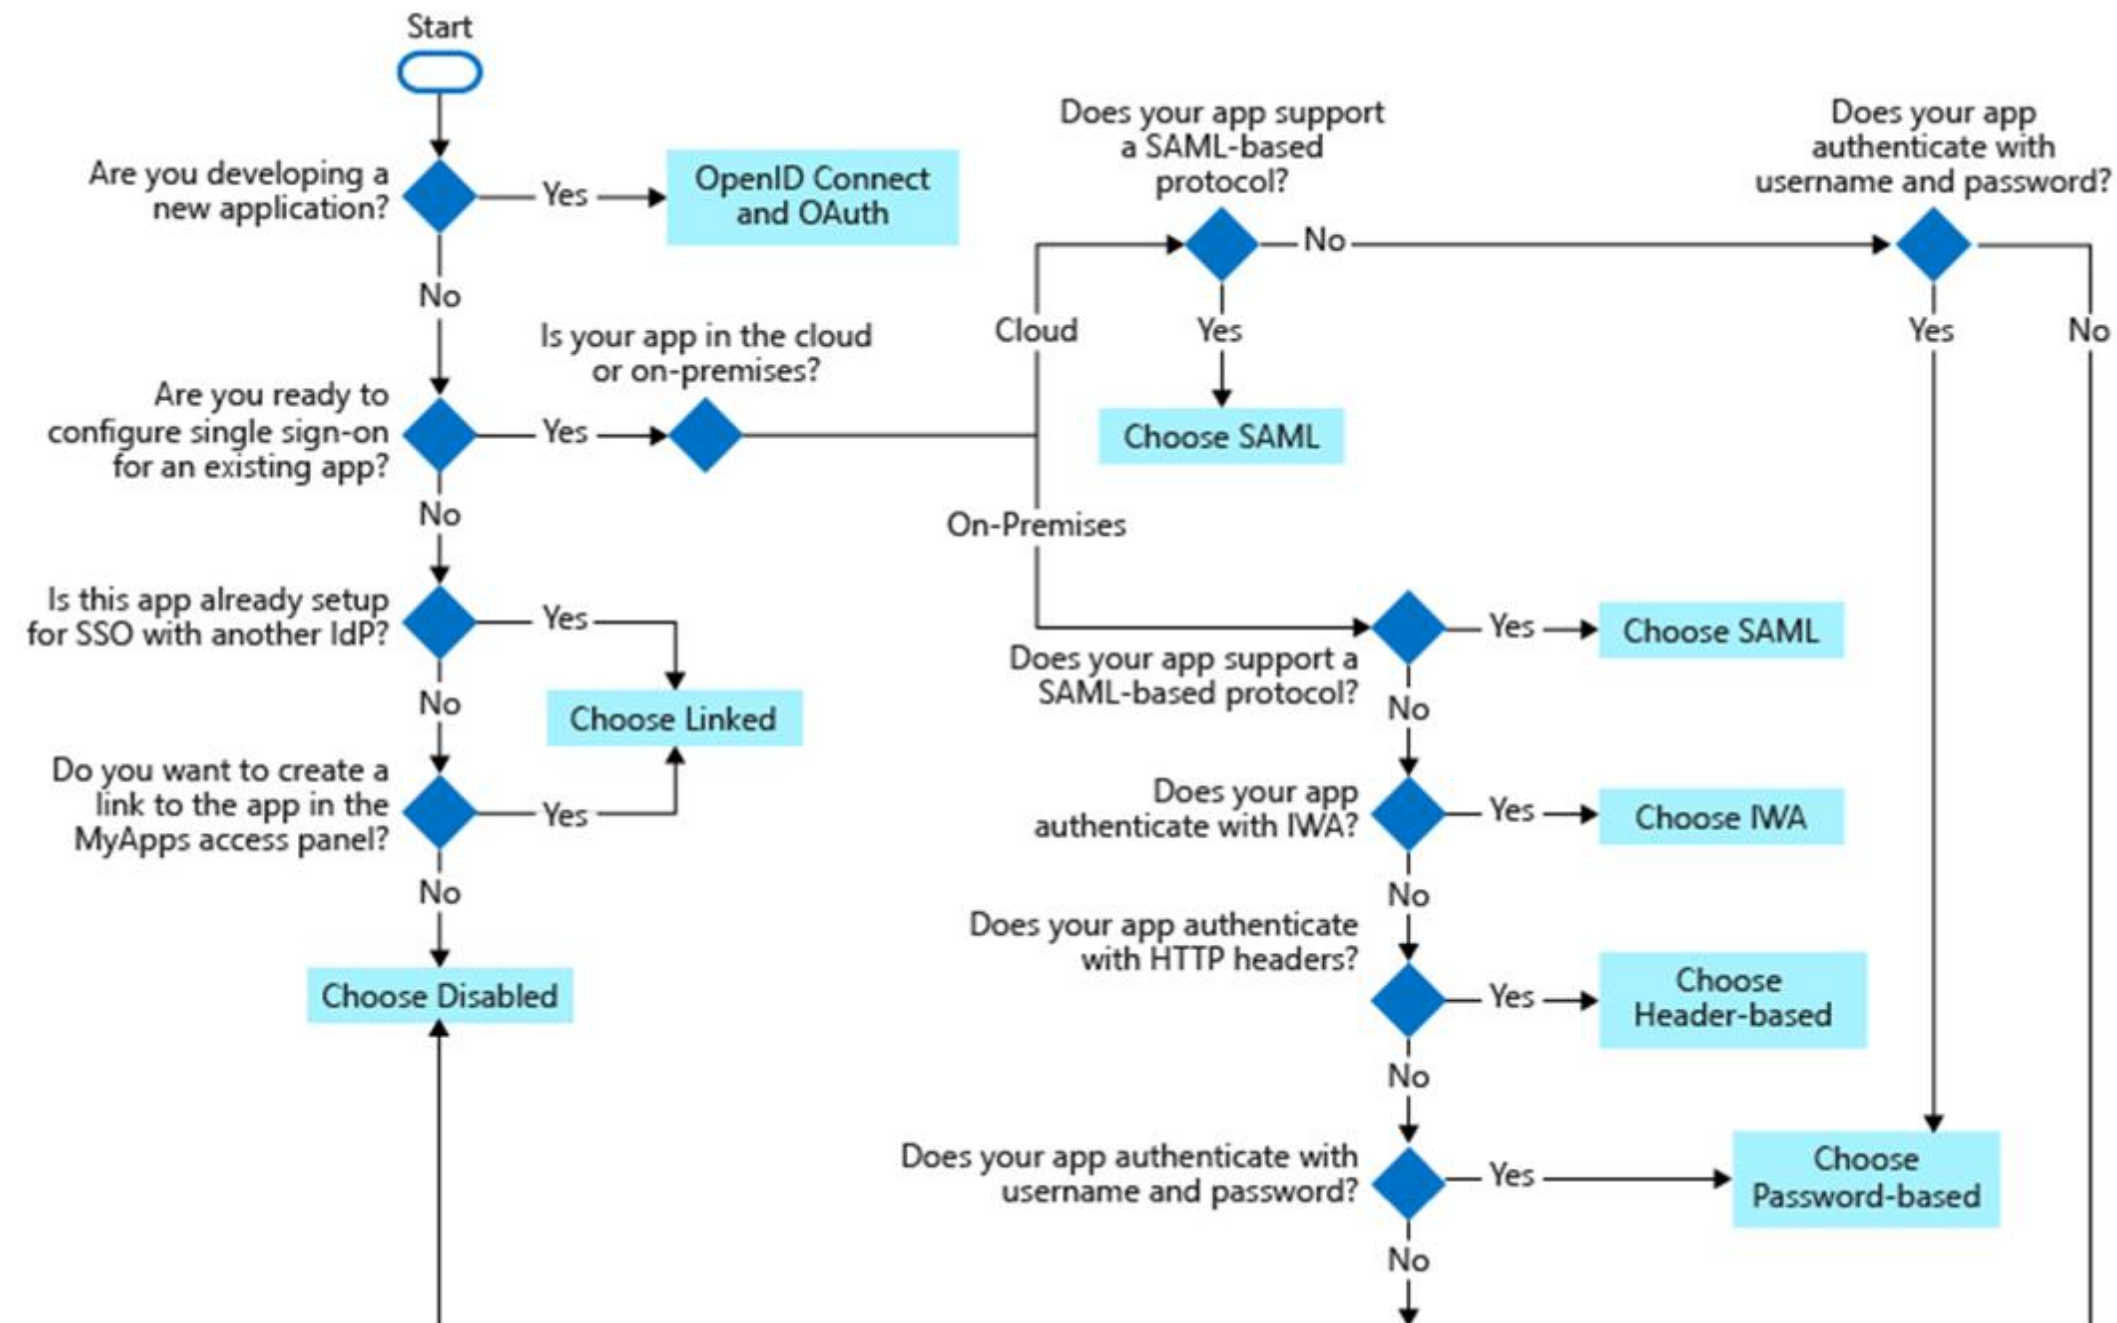 Start
Are you developing a
new application?
Yes
OpenID Connect
and OAuth
No
Are you ready to
configure single sign-on
for an existing app?
Yes
Is your app in the cloud
or on-premises?
Cloud
Does your app support
a SAML-based
protocol?
No
Yes
Choose SAML
Does your app
authenticate with
username and password?
Yes
No
On-Premises
No
Is this app already setup
for SSO with another IdP?
Yes
Choose Linked
No
Do you want to create a
link to the app in the
MyApps access panel?
Yes
No
Choose Disabled
Does your app support a
SAML-based protocol?
Yes
Choose SAML
No
Does your app
authenticate with IWA?
Yes
Choose IWA
No
Does your app authenticate
with HTTP headers?
Yes
Choose
Header-based
No
Does your app authenticate with
username and password?
Yes
Choose
Password-based
No